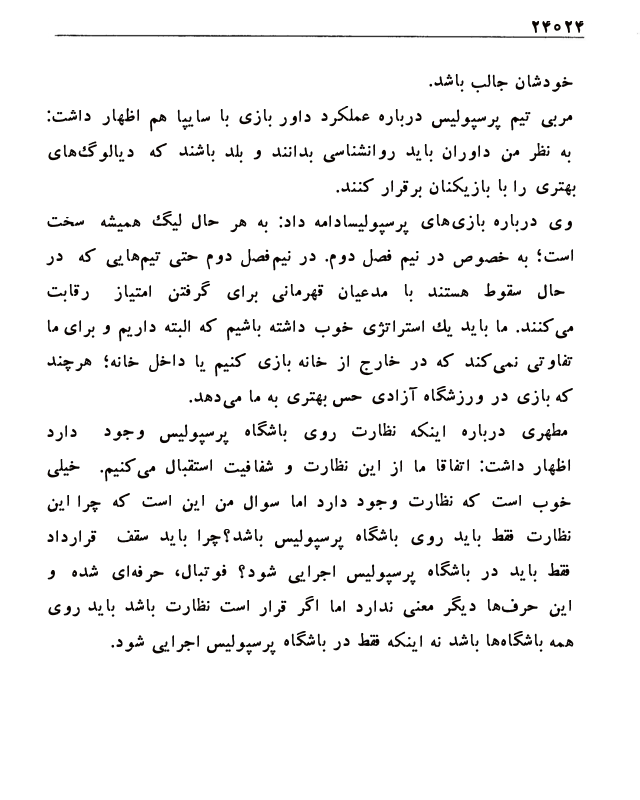 ۲۴۰۲۴
خودشان جالب باشد.
مربی تیم پرسپولیس درباره عملکرد داور بازی با سایپا هم اظهار داشت:
به نظر من داوران باید روانشناسی بدانند و بلد باشند که دیالوگ‌های
بهتری را با بازیکنان برقرار کنند.
وی درباره بازی‌های پرسپولیسادامه داد: به هر حال لیگ همیشه سخت
است؛ به خصوص در نیم فصل دوم. در نیم‌فصل دوم حتی تیم‌هایی که در
حال سقوط هستند با مدعیان قهرمانی برای گرفتن امتیاز رقابت
می‌کنند. ما باید یك استراتژی خوب داشته باشیم که البته داریم و برای ما
تفاوتی نمی‌کند که در خارج از خانه بازی کنیم یا داخل خانه؛ هرچند
که بازی در ورزشگاه آزادی حس بهتری به ما می‌دهد.
مطهری درباره اینکه نظارت روی باشگاه پرسپولیس وجود دارد
اظهار داشت: اتفاقا ما از این نظارت و شفافیت استقبال می‌کنیم. خیلی
خوب است که نظارت وجود دارد اما سوال من این است که چرا این
نظارت فقط باید روی باشگاه پرسپولیس باشد؟چرا باید سقف قرارداد
فقط باید در باشگاه پرسپولیس اجرایی شود؟ فوتبال، حرفه‌ای شده و
این حرف‌ها دیگر معنی ندارد اما اگر قرار است نظارت باشد باید روی
همه باشگاه‌ها باشد نه اینکه فقط در باشگاه پرسپولیس اجرایی شود.